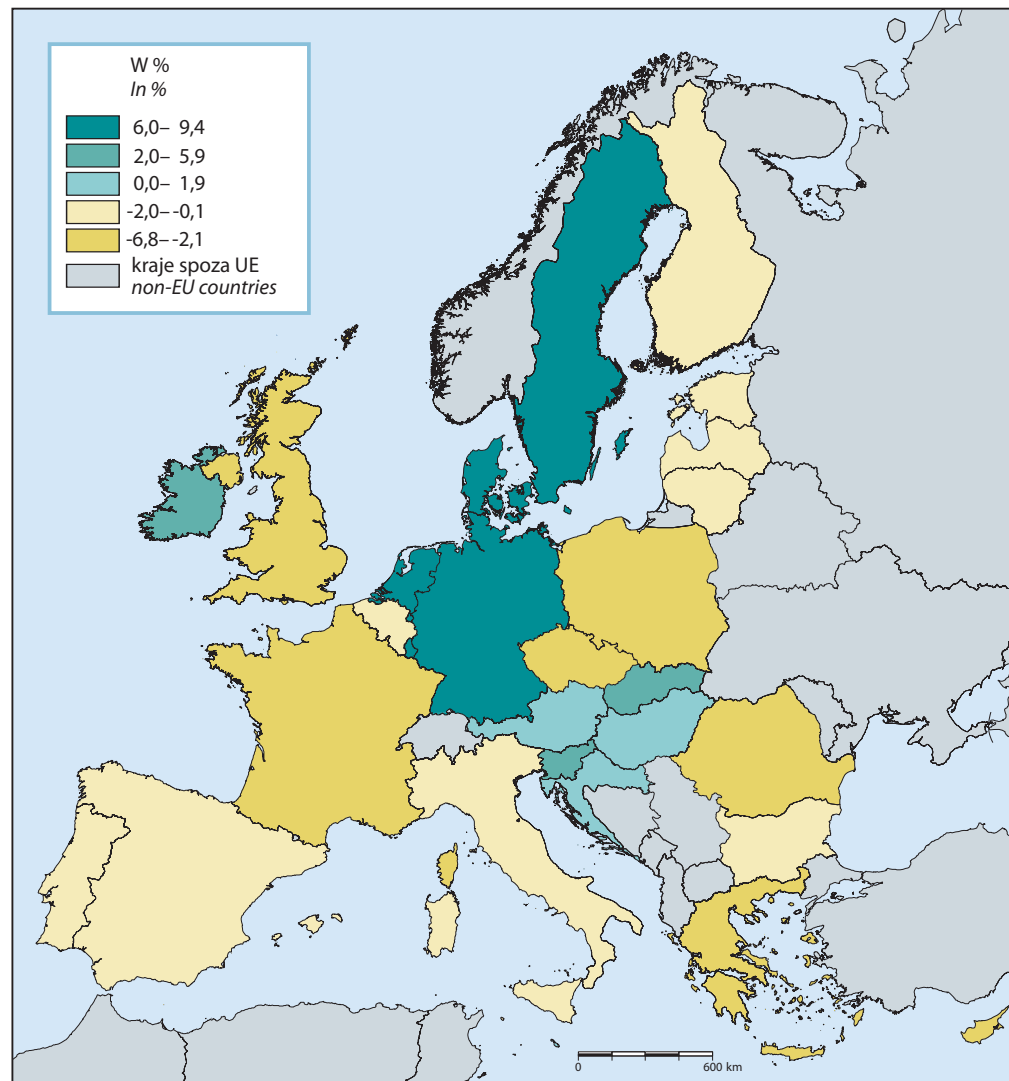 W %
In %
6,0– 9,4
2,0– 5,9
0,0– 1,9
-2,0– -0,1
-6,8– -2,1
kraje spoza UE
non-EU countries
0 600 km